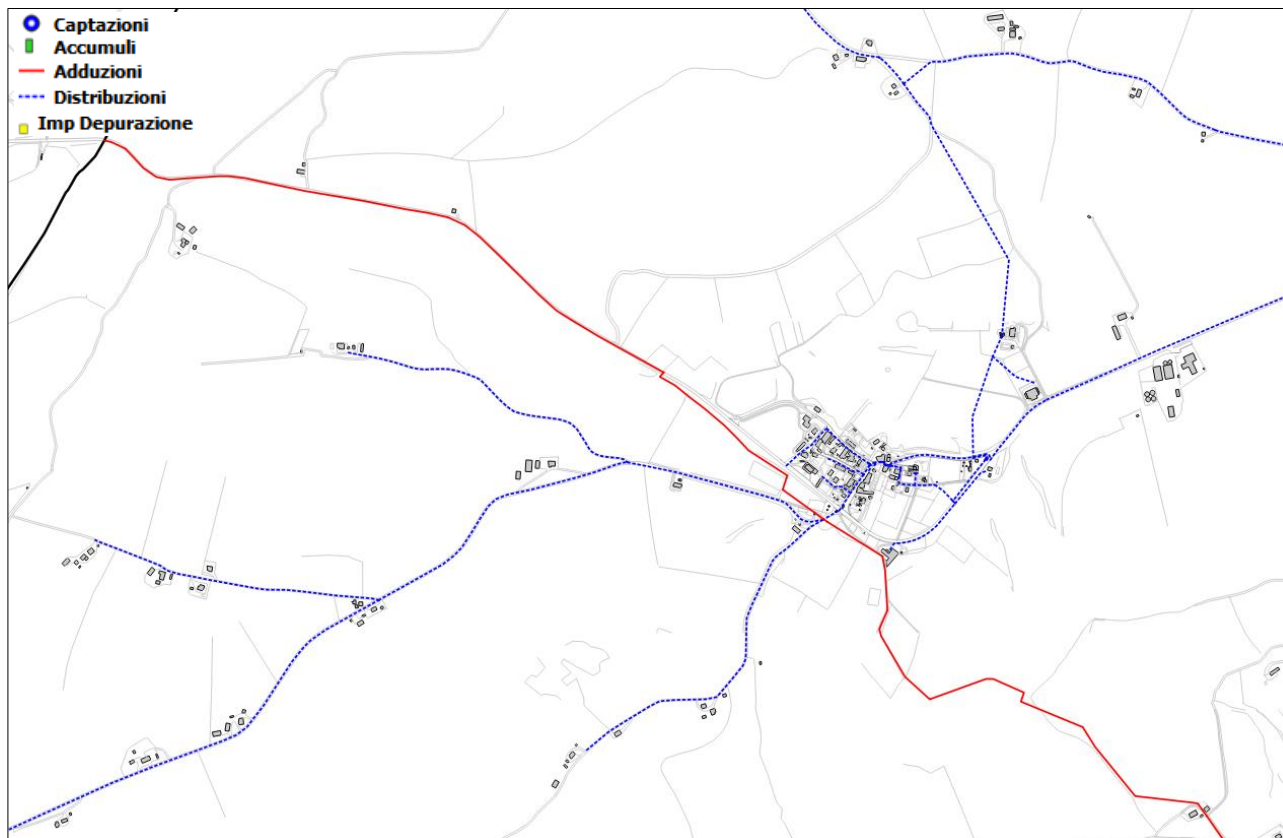 Captazioni
Accumuli
Adduzioni
Distribuzioni
Imp Depurazione